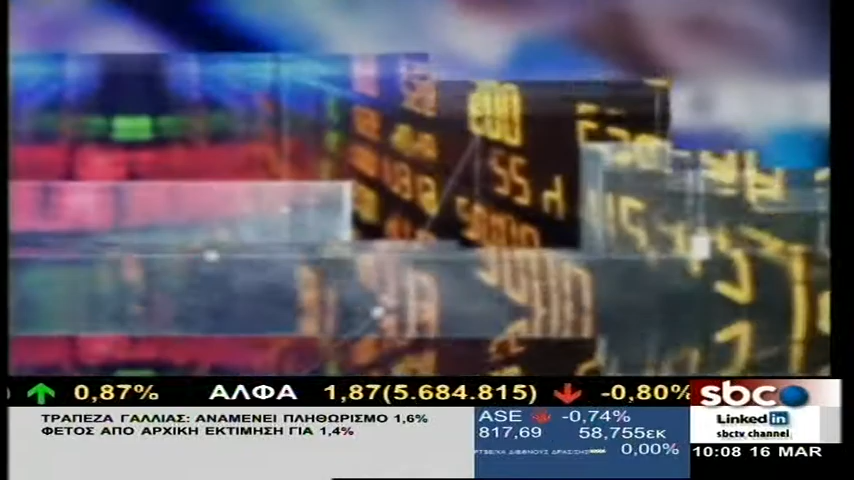 0,87% ΑΛΦΑ 1,87(5.684.815) -0,80%
sbc
ΤΡΑΠΕΖΑ ΓΑΛΛΙΑΣ: ΑΝΑΜΕΝΕΙ ΠΛΗΘΩΡΙΣΜΟ 1,6%
ΦΕΤΟΣ ΑΠΟ ΑΡΧΙΚΗ ΕΚΤΙΜΗΣΗ ΓΙΑ 1,4%
ASE -0,74%
817,69 58,755εκ
0,00%
Linked in
sbctv channel
10:08 16 MAR